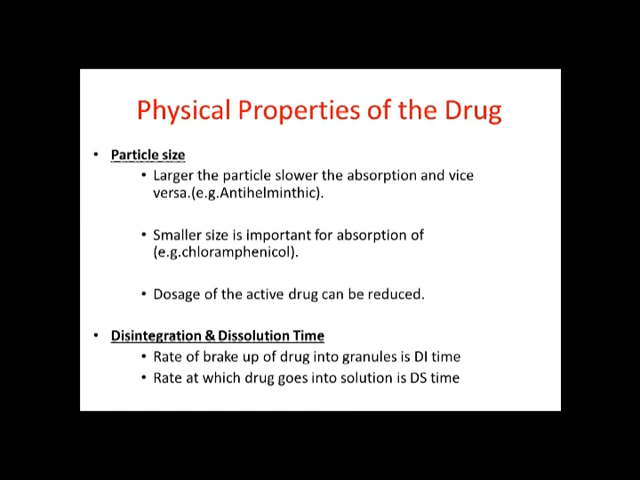 Physical Properties of the Drug
• Particle size
• Larger the particle slower the absorption and vice
versa.(e.g.Antihelminthic).
• Smaller size is important for absorption of
(e.g.chloramphenicol).
• Dosage of the active drug can be reduced.
• Disintegration & Dissolution Time
• Rate of brake up of drug into granules is DI time
• Rate at which drug goes into solution is DS time